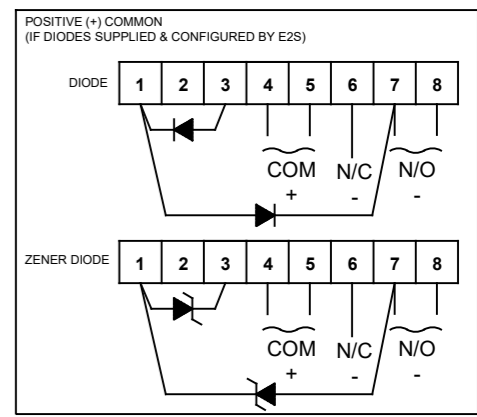 POSITIVE (+) COMMON
(IF DIODES SUPPLIED & CONFIGURED BY E2S)
DIODE 1 2 3 4 5 6 7 8
COM N/C N/O
+ - -
ZENER DIODE 1 2 3 4 5 6 7 8
COM N/C N/O
+ - -